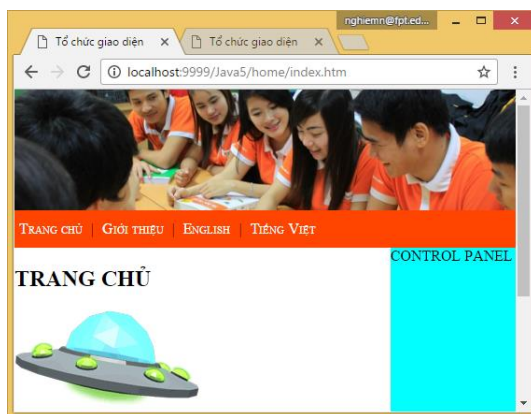 nghiemn@fpt.ed...
Tổ chức giao diện
Tổ chức giao diện
localhost:9999/Java5/home/index.htm
Trang chủ | Giới thiệu | English | Tiếng Việt
CONTROL PANEL
TRANG CHỦ